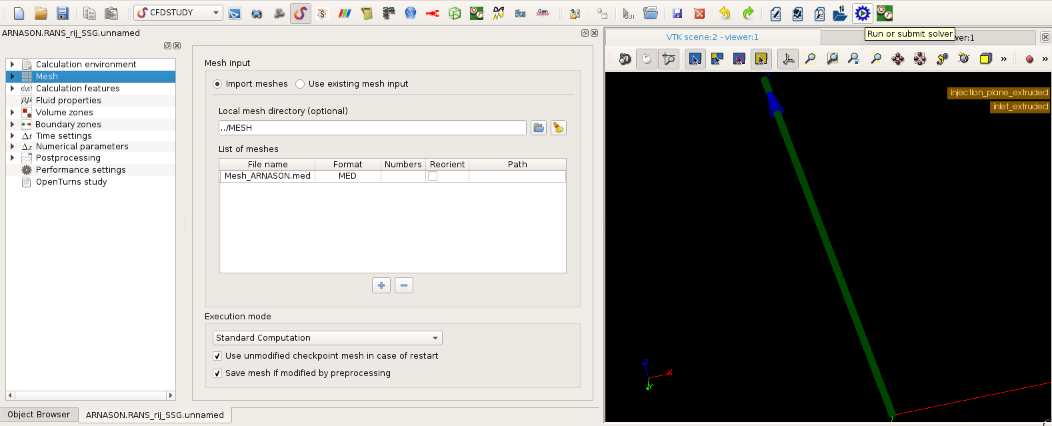 CFDSTUDY
ARNASON.RANS_rij_SSG.unnamed
Calculation environment
Mesh
Calculation features
Fluid properties
Volume zones
Boundary zones
Time settings
Numerical parameters
Postprocessing
Performance settings
OpenTurns study
Mesh input
Import meshes
Use existing mesh input
Local mesh directory (optional)
../MESH
List of meshes
File name Format Numbers Reorient Path
Mesh_ARNASON.med MED
Execution mode
Standard Computation
Use unmodified checkpoint mesh in case of restart
Save mesh if modified by preprocessing
Object Browser
ARNASON.RANS_rij_SSG.unnamed
VTK scene:2 - viewer:1
wer:1
Run or submit solver
injection_plane_extruded
inlet_extruded
X